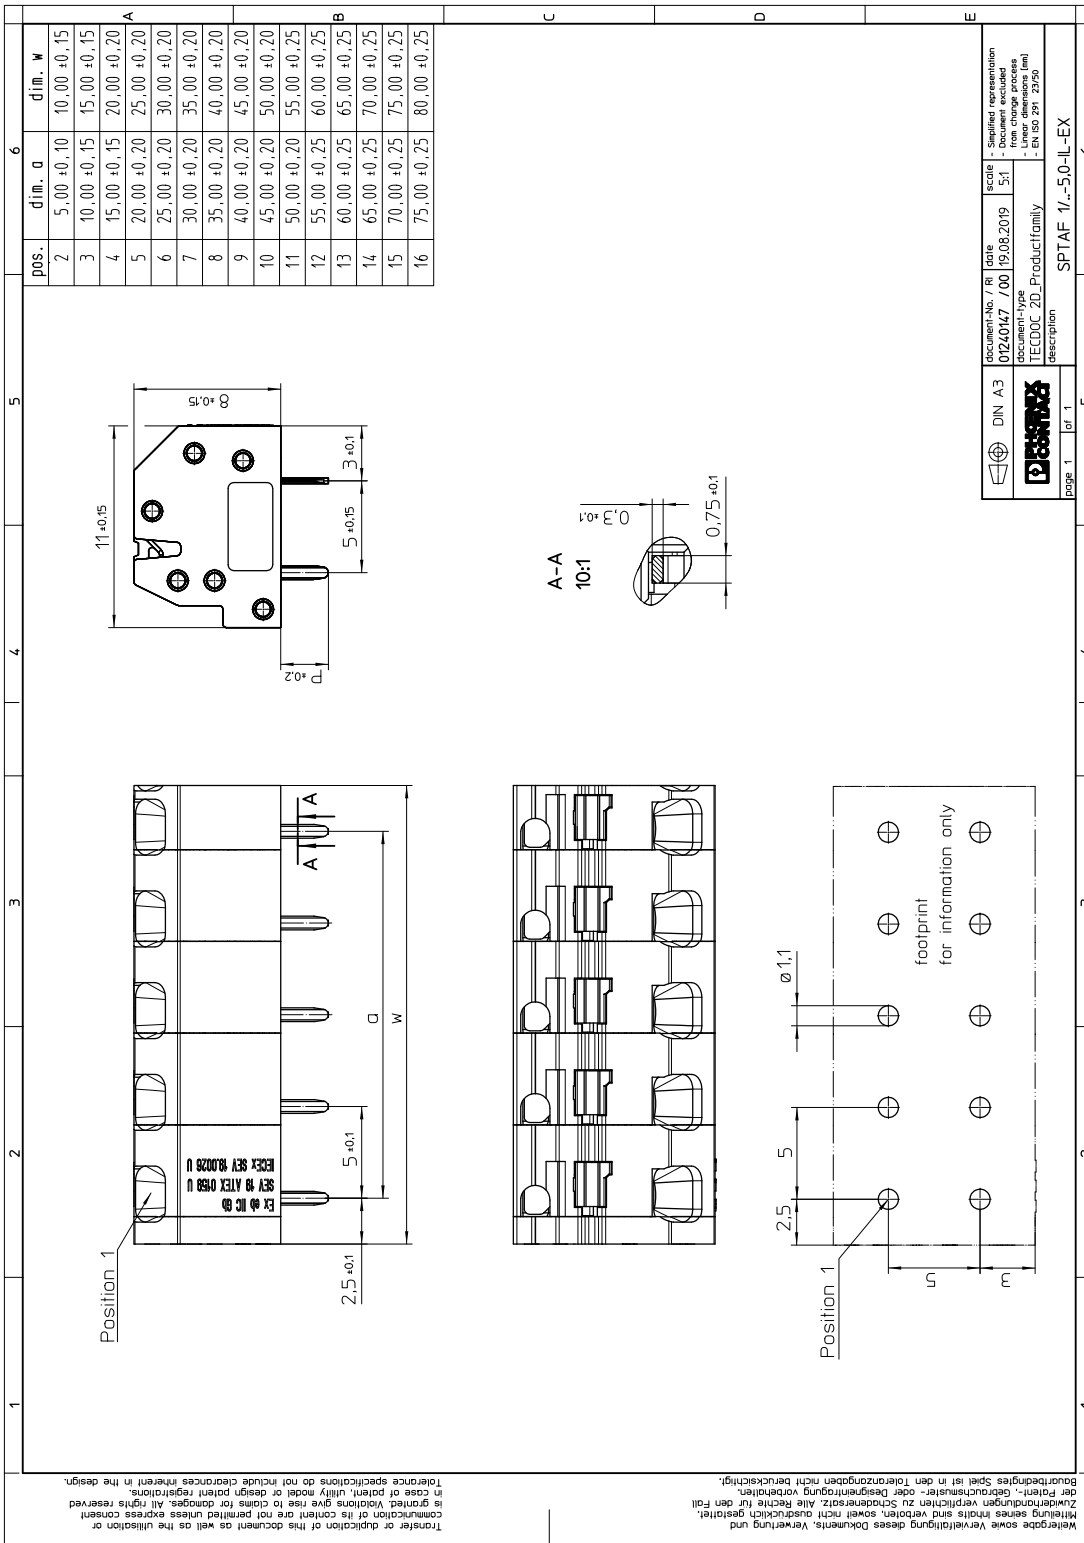 6
5
4
3
2
1
A
B
C
D
E
pos. dim. a dim. w
2 5,00 ±0,10 10,00 ±0,15
3 10,00 ±0,15 15,00 ±0,15
4 15,00 ±0,15 20,00 ±0,20
5 20,00 ±0,20 25,00 ±0,20
6 25,00 ±0,20 30,00 ±0,20
7 30,00 ±0,20 35,00 ±0,20
8 35,00 ±0,20 40,00 ±0,20
9 40,00 ±0,20 45,00 ±0,20
10 45,00 ±0,20 50,00 ±0,20
11 50,00 ±0,20 55,00 ±0,25
12 55,00 ±0,25 60,00 ±0,25
13 60,00 ±0,25 65,00 ±0,25
14 65,00 ±0,25 70,00 ±0,25
15 70,00 ±0,25 75,00 ±0,25
16 75,00 ±0,25 80,00 ±0,25
11 ±0,15
8 ±0,15
3 ±0,1
5 ±0,15
P ±0,2
A-A
10:1
0,3 ±0,1
0,75 ±0,1
Position 1
Ex eb IIC Gb
SEV 19 ATEX 0158 U
IECEx SEV 19.0026 U
A
A
a
w
5 ±0,1
2,5 ±0,1
Position 1
2,5
5
ø1,1
5
3
footprint
for information only
DIN A3
PHOENIX
CONTACT
page 1 of 1
document-No. / RI
01240147 / 00
date
19.08.2019
scale
5:1
- Simplified representation
- Document excluded
from change process
- Linear dimensions [mm]
- EN ISO 291 23/50
document-type
TECDOC 2D_Productfamily
description
SPTAF 1/..-5,0-IL-EX
Transfer or duplication of this document as well as the utilisation or
communication of its content are not permitted unless express consent
is granted. Violations give rise to claims for damages. All rights reserved
in case of patent, utility model or design patent registrations.
Tolerance specifications do not include clearances inherent in the design.
Weitergabe sowie Vervielfältigung dieses Dokuments, Verwertung und
Mitteilung seines Inhalts sind verboten, soweit nicht ausdrücklich gestattet.
Zuwiderhandlungen verpflichten zu Schadenersatz. Alle Rechte für den Fall
der Patent-, Gebrauchsmuster- oder Designeintragung vorbehalten.
Bauartbedingtes Spiel ist in den Toleranzangaben nicht berücksichtigt.